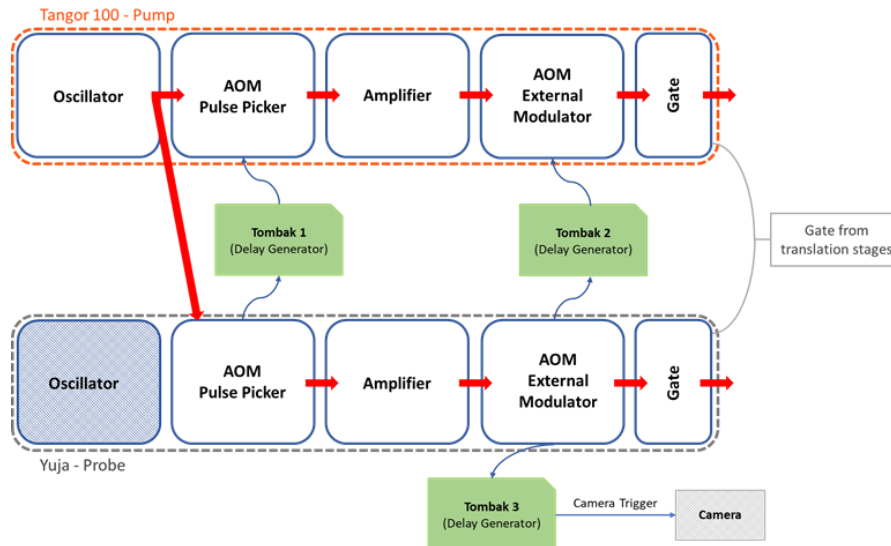 Tangor 100 - Pump
Oscillator
AOM
Pulse Picker
Amplifier
AOM
External
Modulator
Gate
Tombak 1
(Delay Generator)
Tombak 2
(Delay Generator)
Gate from
translation stages
Oscillator
AOM
Pulse Picker
Amplifier
AOM
External
Modulator
Gate
Yuja - Probe
Tombak 3
(Delay Generator)
Camera Trigger
Camera